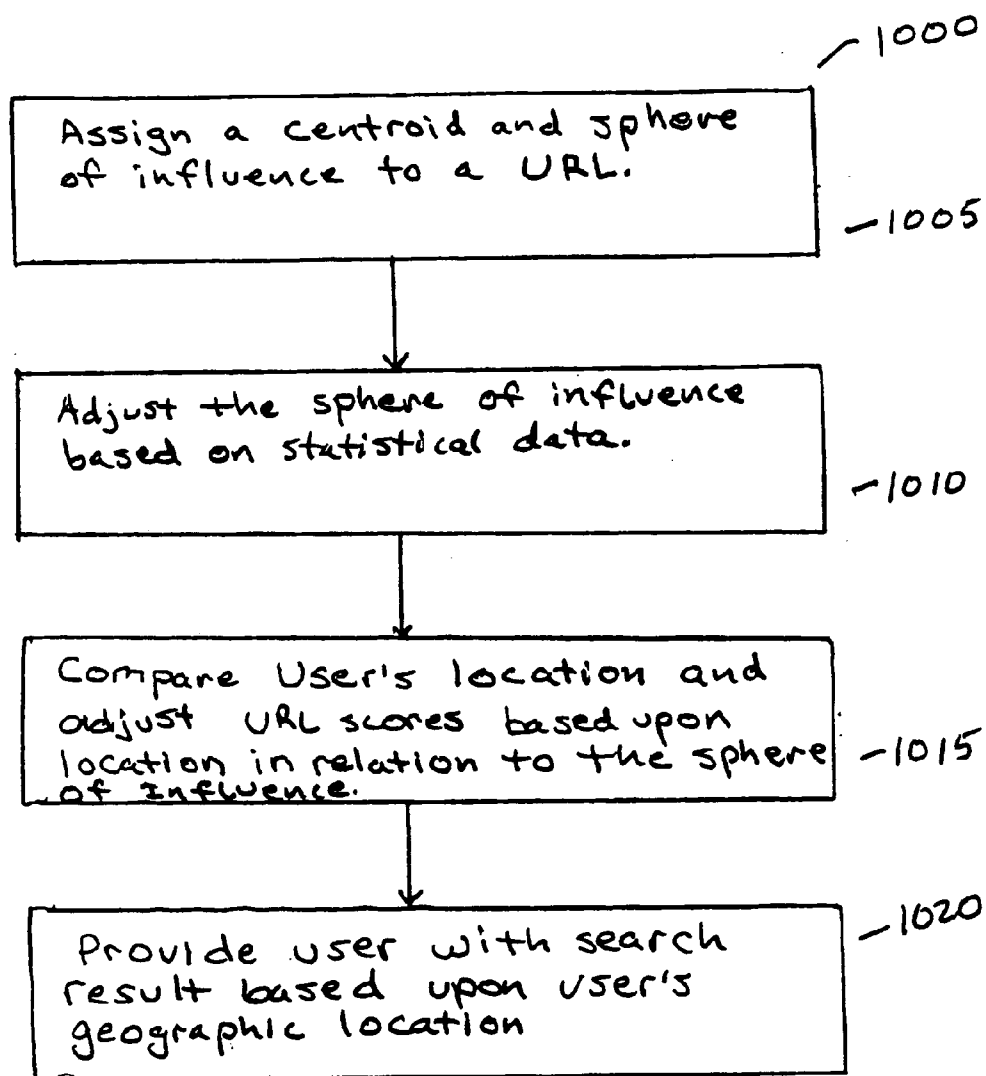 1000
Assign a centroid and sphere
of influence to a URL.
1005
Adjust the sphere of influence
based on statistical data.
1010
Compare User's location and
adjust URL scores based upon
location in relation to the sphere
of Influence.
1015
Provide user with search
result based upon user's
geographic location
1020